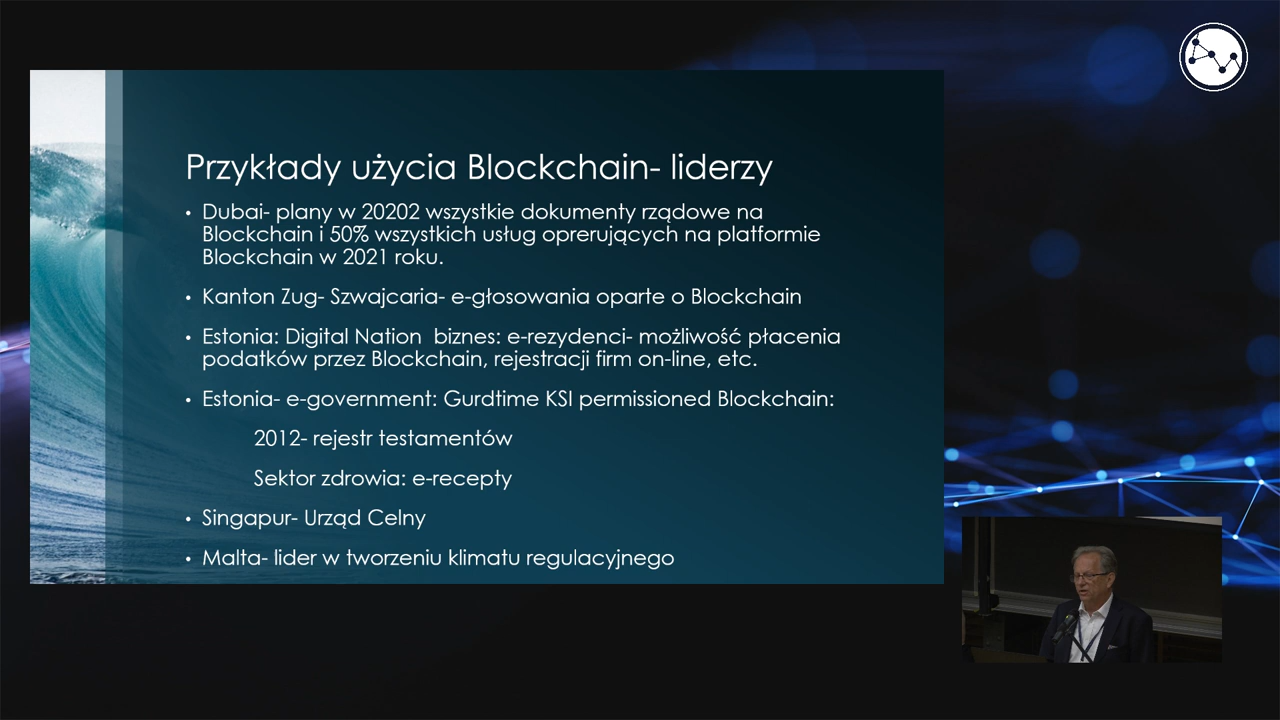 Przykłady użycia Blockchain- liderzy
• Dubai- plany w 20202 wszystkie dokumenty rządowe na
Blockchain i 50% wszystkich usług oprerujących na platformie
Blockchain w 2021 roku.
• Kanton Zug- Szwajcaria- e-głosowania oparte o Blockchain
• Estonia: Digital Nation  biznes: e-rezydenci- możliwość płacenia
podatków przez Blockchain, rejestracji firm on-line, etc.
• Estonia- e-government: Gurdtime KSI permissioned Blockchain:
2012- rejestr testamentów
Sektor zdrowia: e-recepty
• Singapur- Urząd Celny
• Malta- lider w tworzeniu klimatu regulacyjnego